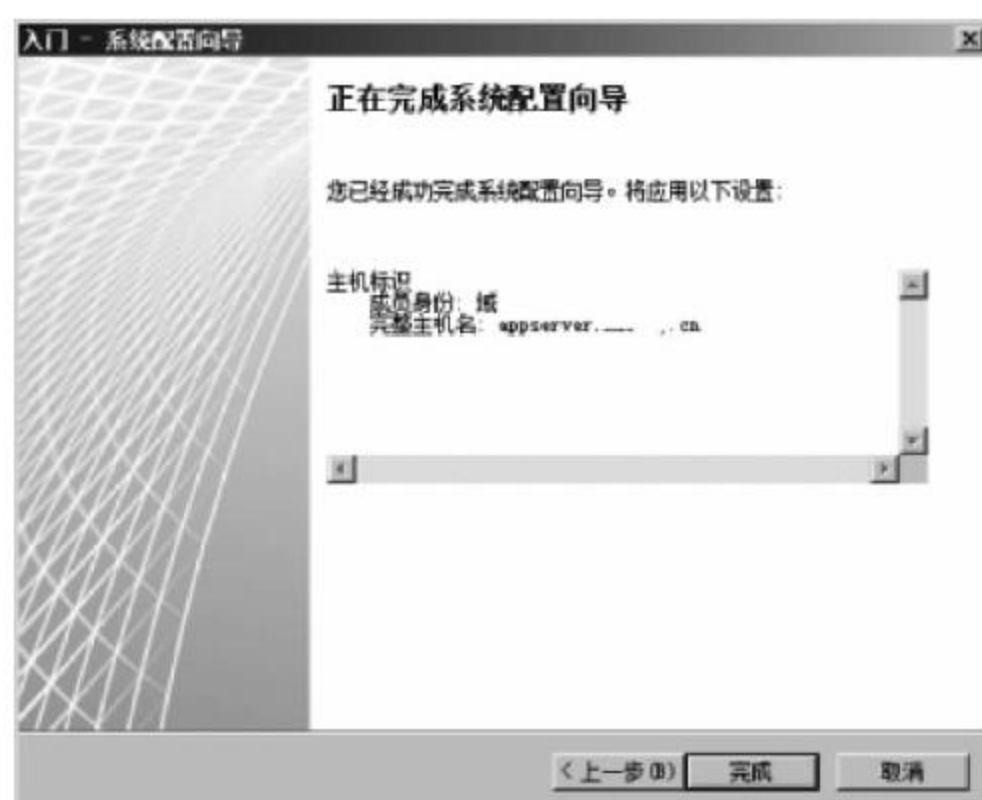 入门 - 系统配置向导
正在完成系统配置向导
您已经成功完成系统配置向导。将应用以下设置:
主机标识
成员身份: 域
完整主机名: appserver. .cn
< 上一步(B)
完成
取消